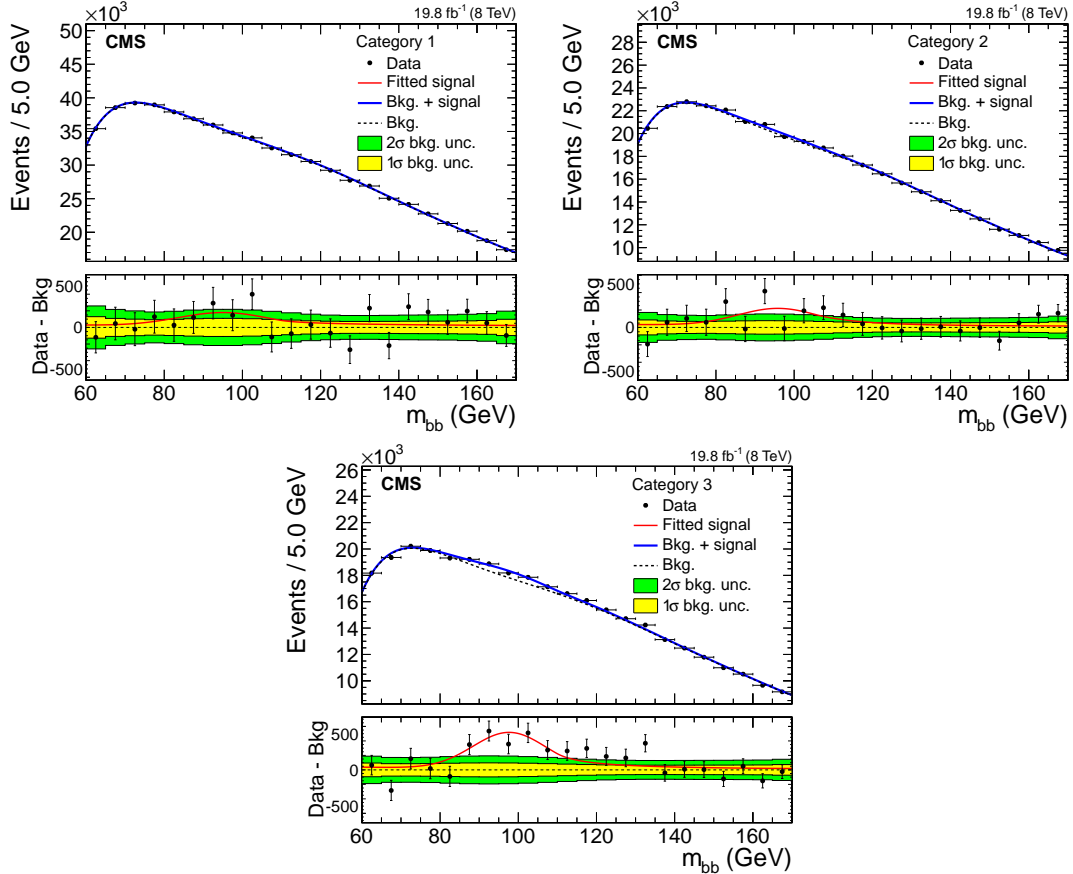 ×10³ 19.8 fb⁻¹ (8 TeV)
CMS Category 1
Data
Fitted signal
Bkg. + signal
Bkg.
2σ bkg. unc.
1σ bkg. unc.
Events / 5.0 GeV
50
45
40
35
30
25
20
Data - Bkg
500
0
-500
60 80 100 120 140 160
m_bb (GeV)
×10³ 19.8 fb⁻¹ (8 TeV)
CMS Category 2
Data
Fitted signal
Bkg. + signal
Bkg.
2σ bkg. unc.
1σ bkg. unc.
Events / 5.0 GeV
28
26
24
22
20
18
16
14
12
10
Data - Bkg
500
0
-500
60 80 100 120 140 160
m_bb (GeV)
×10³ 19.8 fb⁻¹ (8 TeV)
CMS Category 3
Data
Fitted signal
Bkg. + signal
Bkg.
2σ bkg. unc.
1σ bkg. unc.
Events / 5.0 GeV
26
24
22
20
18
16
14
12
10
Data - Bkg
500
0
-500
60 80 100 120 140 160
m_bb (GeV)